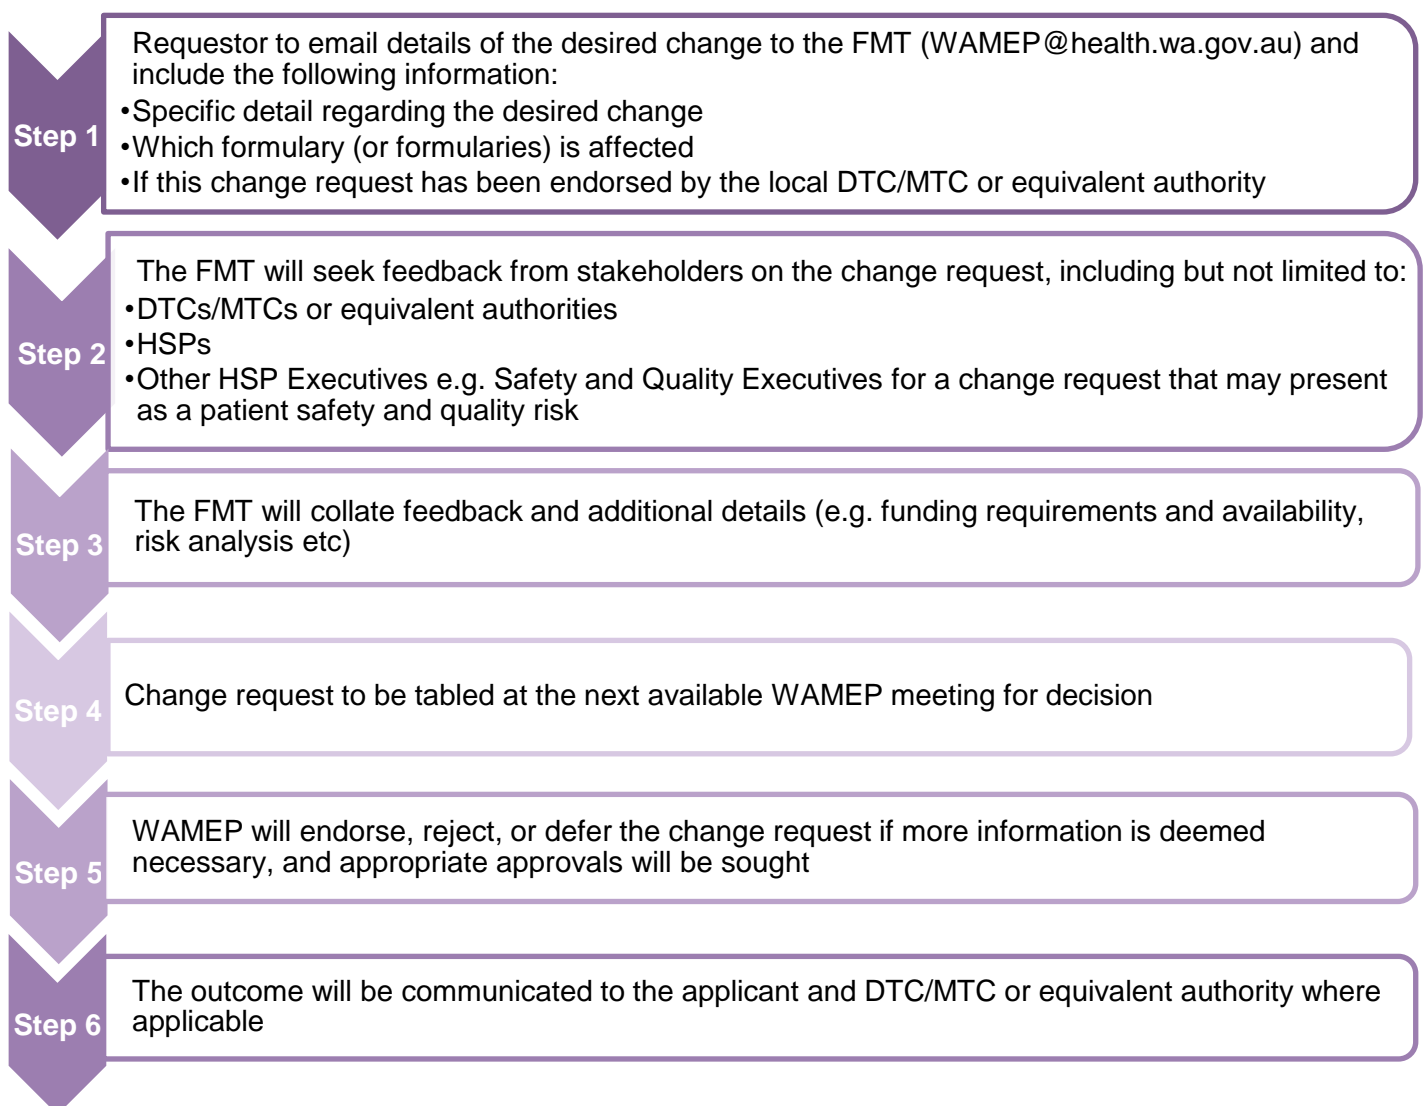 Step 1
Requestor to email details of the desired change to the FMT (WAMEP@health.wa.gov.au) and
include the following information:
•Specific detail regarding the desired change
•Which formulary (or formularies) is affected
•If this change request has been endorsed by the local DTC/MTC or equivalent authority
Step 2
The FMT will seek feedback from stakeholders on the change request, including but not limited to:
•DTCs/MTCs or equivalent authorities
•HSPs
•Other HSP Executives e.g. Safety and Quality Executives for a change request that may present
as a patient safety and quality risk
Step 3
The FMT will collate feedback and additional details (e.g. funding requirements and availability,
risk analysis etc)
Step 4
Change request to be tabled at the next available WAMEP meeting for decision
Step 5
WAMEP will endorse, reject, or defer the change request if more information is deemed
necessary, and appropriate approvals will be sought
Step 6
The outcome will be communicated to the applicant and DTC/MTC or equivalent authority where
applicable